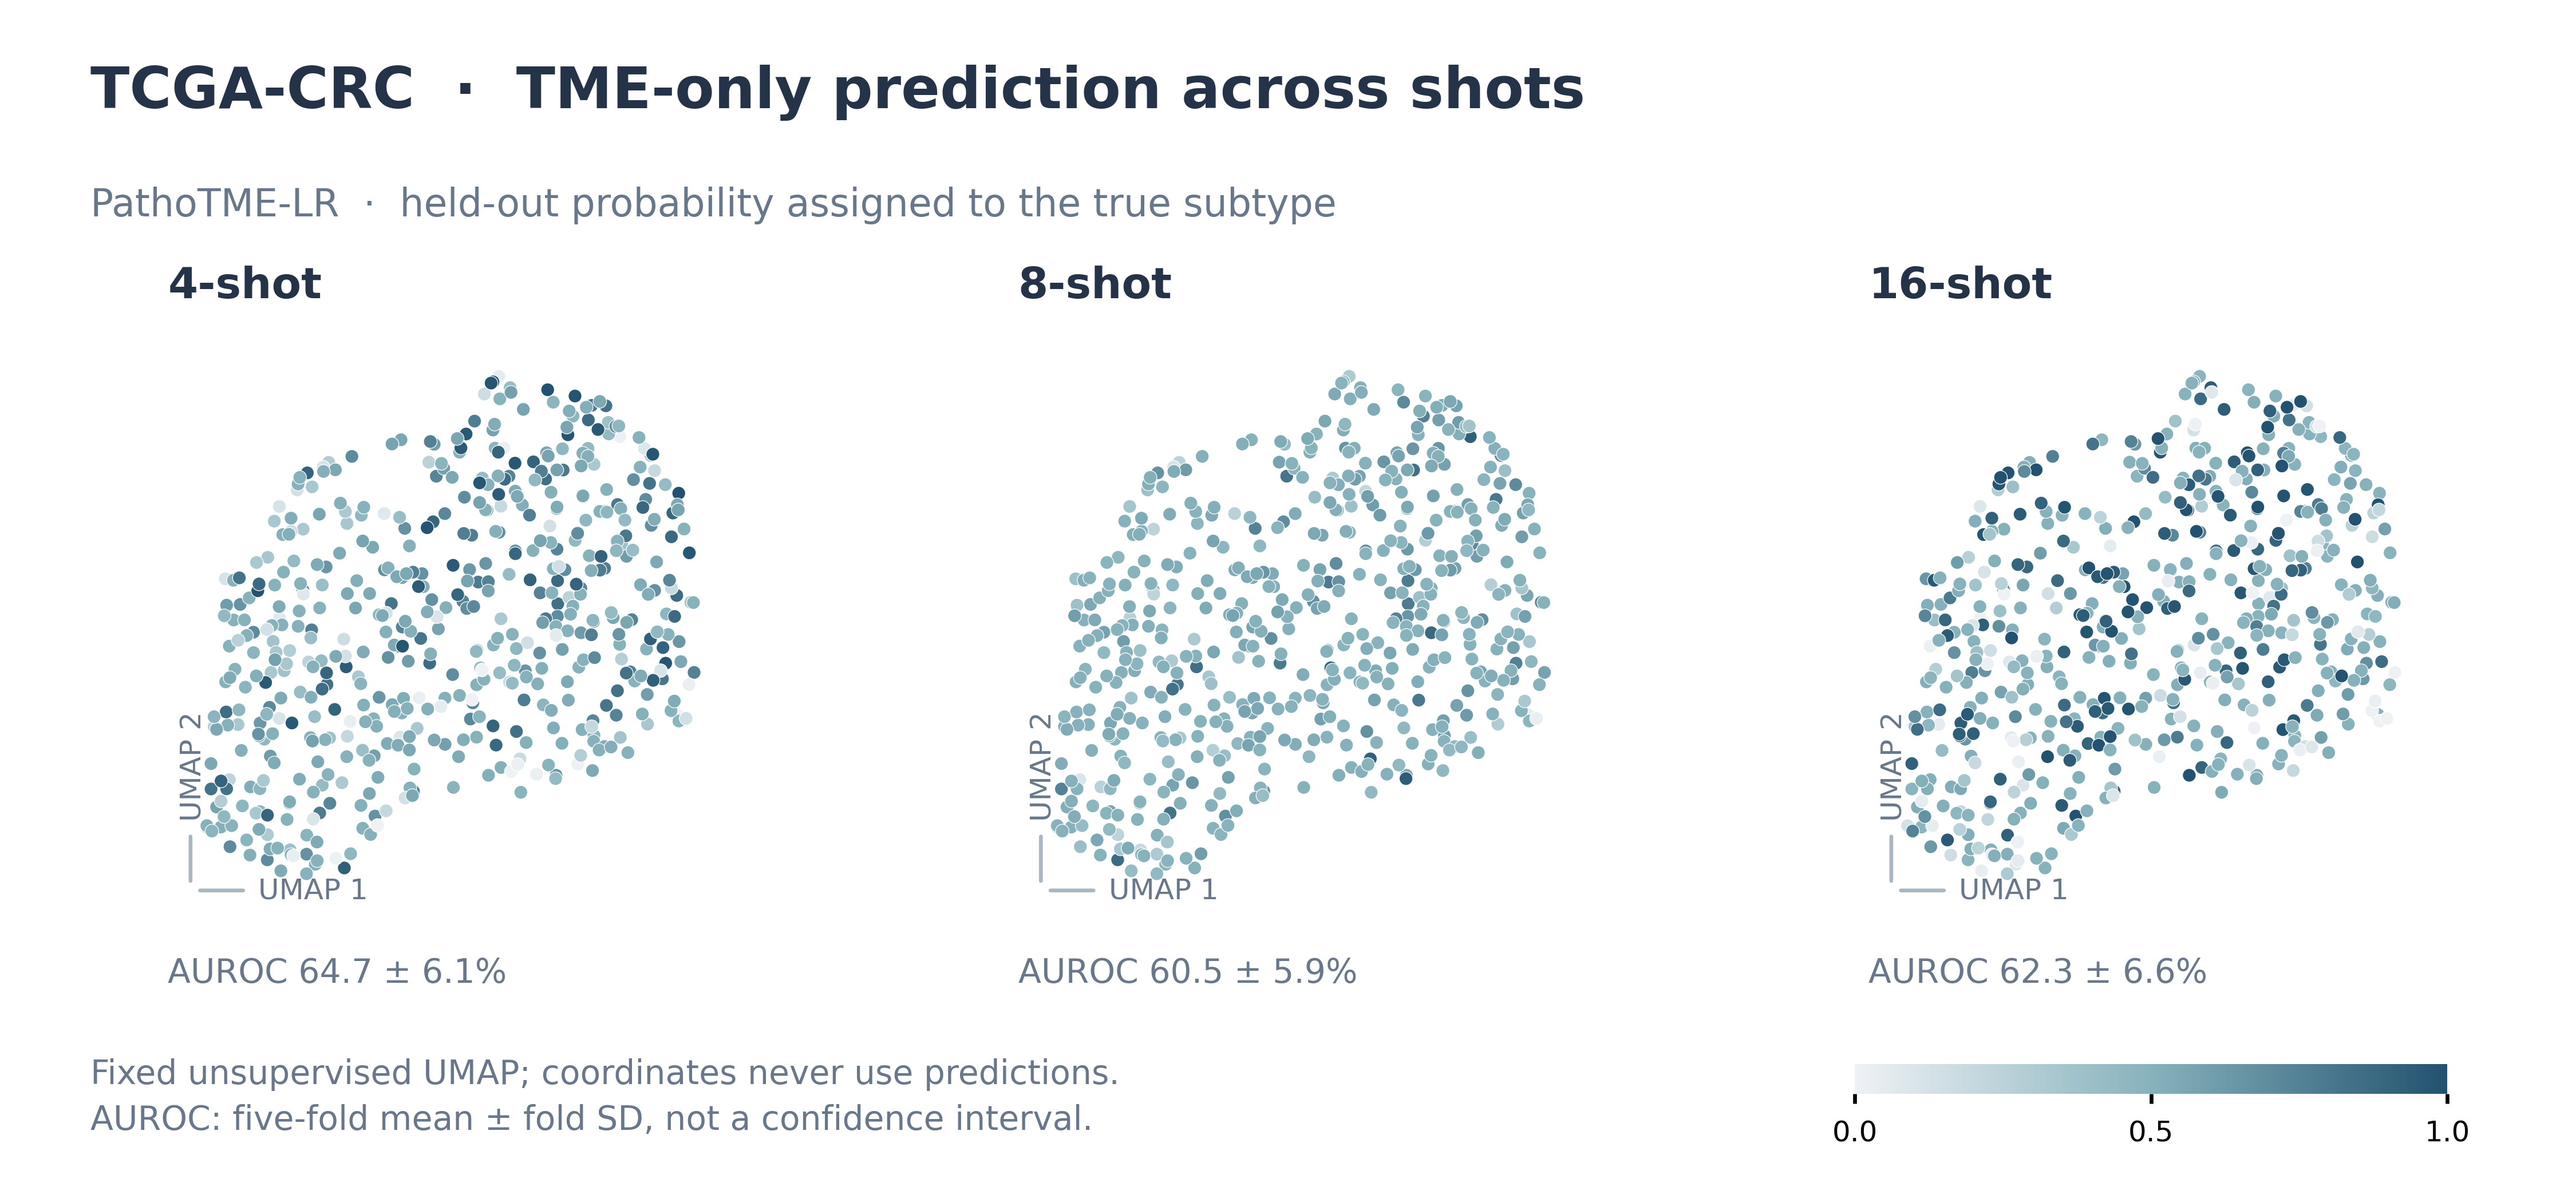 TCGA-CRC · TME-only prediction across shots
PathoTME-LR · held-out probability assigned to the true subtype
4-shot
8-shot
16-shot
UMAP 2
UMAP 1
UMAP 2
UMAP 1
UMAP 2
UMAP 1
AUROC 64.7 ± 6.1%
AUROC 60.5 ± 5.9%
AUROC 62.3 ± 6.6%
Fixed unsupervised UMAP; coordinates never use predictions.
AUROC: five-fold mean ± fold SD, not a confidence interval.
0.0
0.5
1.0